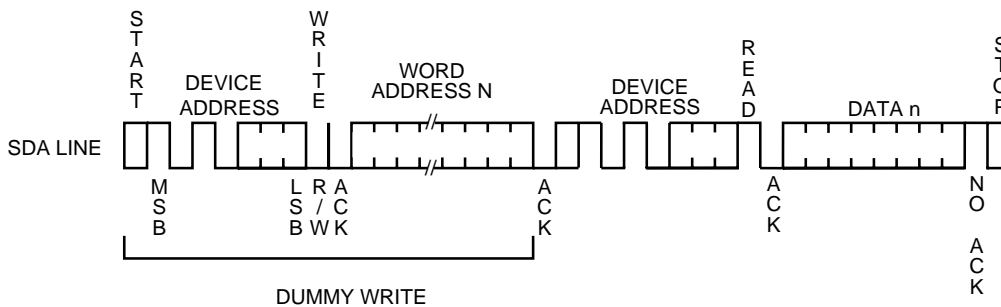 START
WRITE
READ
STOP
DEVICE
ADDRESS
WORD
ADDRESS N
DEVICE
ADDRESS
DATA n
SDA LINE
MSB
LSB
R/W
ACK
ACK
ACK
NO ACK
DUMMY WRITE